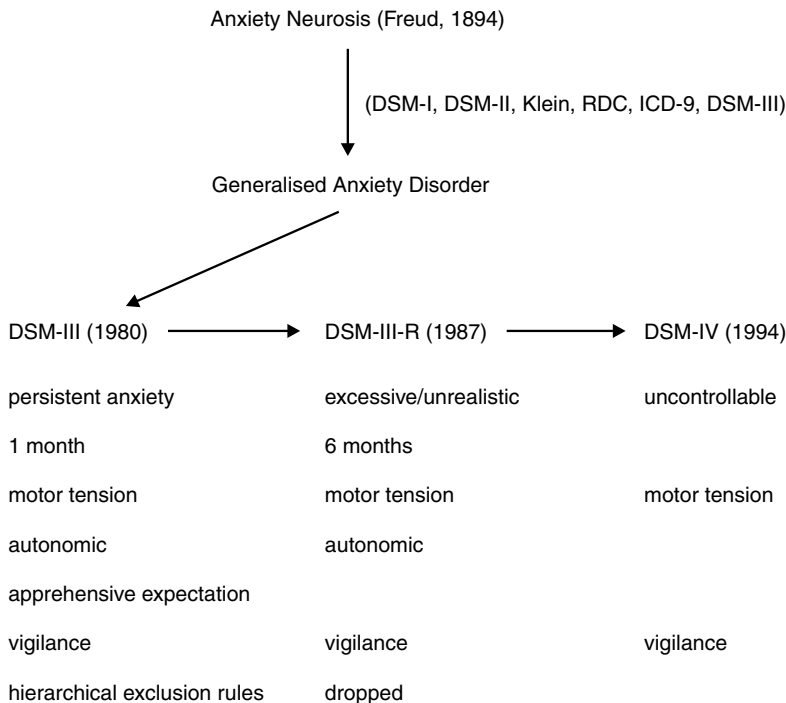 Anxiety Neurosis (Freud, 1894)
(DSM-I, DSM-II, Klein, RDC, ICD-9, DSM-III)
Generalised Anxiety Disorder
DSM-III (1980) DSM-III-R (1987) DSM-IV (1994)
persistent anxiety excessive/unrealistic uncontrollable
1 month 6 months
motor tension motor tension motor tension
autonomic autonomic
apprehensive expectation
vigilance vigilance vigilance
hierarchical exclusion rules dropped